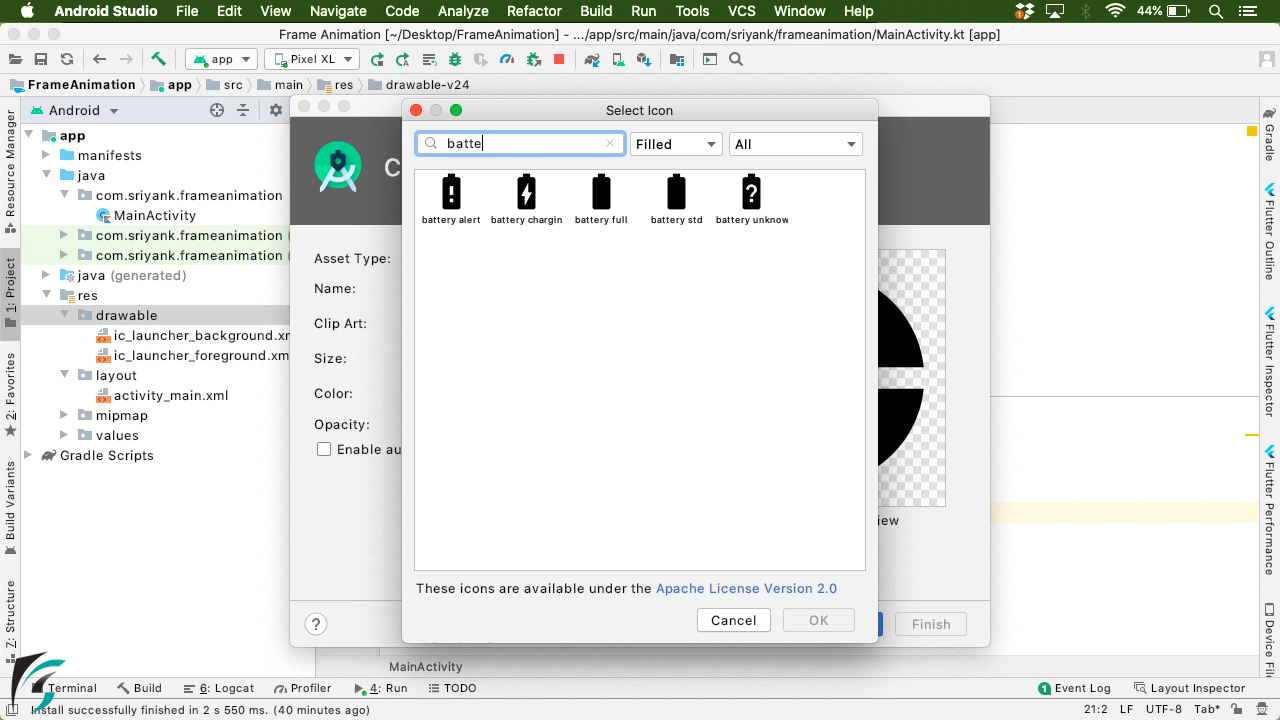 Android Studio File Edit View Navigate Code Analyze Refactor Build Run Tools VCS Window Help 44%
Frame Animation [~/Desktop/FrameAnimation] - .../app/src/main/java/com/sriyank/frameanimation/MainActivity.kt [app]
app Pixel XL
FrameAnimation app src main res drawable-v24
Android
Select Icon
batte
Filled
All
battery alert battery chargin battery full battery std battery unknow
app
manifests
java
com.sriyank.frameanimation
MainActivity
com.sriyank.frameanimation (
com.sriyank.frameanimation (
java (generated)
res
drawable
ic_launcher_background.xm
ic_launcher_foreground.xm
layout
activity_main.xml
mipmap
values
Gradle Scripts
C
Asset Type:
Name:
Clip Art:
Size:
Color:
Opacity:
Enable au
iew
These icons are available under the Apache License Version 2.0
Cancel OK
? Finish
MainActivity
Resource Manager
1: Project
2: Favorites
Build Variants
Z: Structure
Gradle
Flutter Outline
Flutter Inspector
Flutter Performance
Device File
Terminal Build 6: Logcat Profiler 4: Run TODO 1 Event Log Layout Inspector
Install successfully finished in 2 s 550 ms. (40 minutes ago) 21:2 LF UTF-8 Tab*